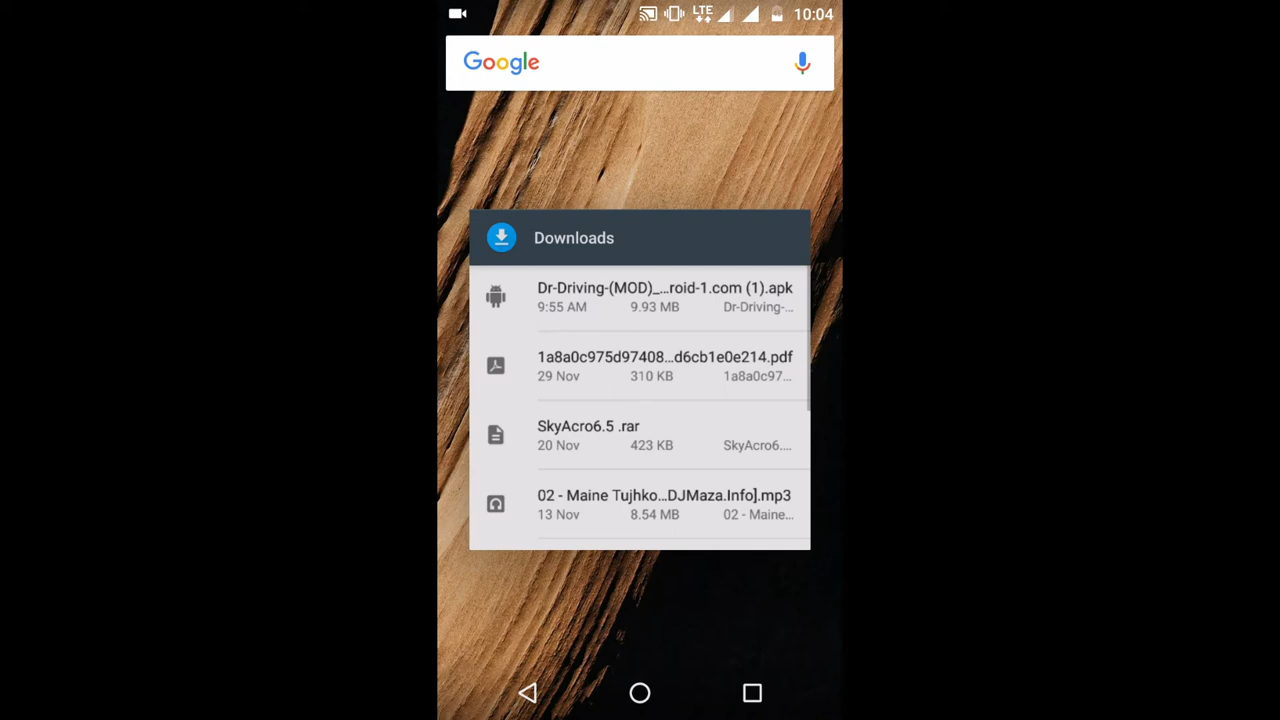 LTE 10:04
Google
Downloads
Dr-Driving-(MOD)_...roid-1.com (1).apk
9:55 AM 9.93 MB Dr-Driving-...
1a8a0c975d97408...d6cb1e0e214.pdf
29 Nov 310 KB 1a8a0c97...
SkyAcro6.5 .rar
20 Nov 423 KB SkyAcro6....
02 - Maine Tujhko...DJMaza.Info].mp3
13 Nov 8.54 MB 02 - Maine...